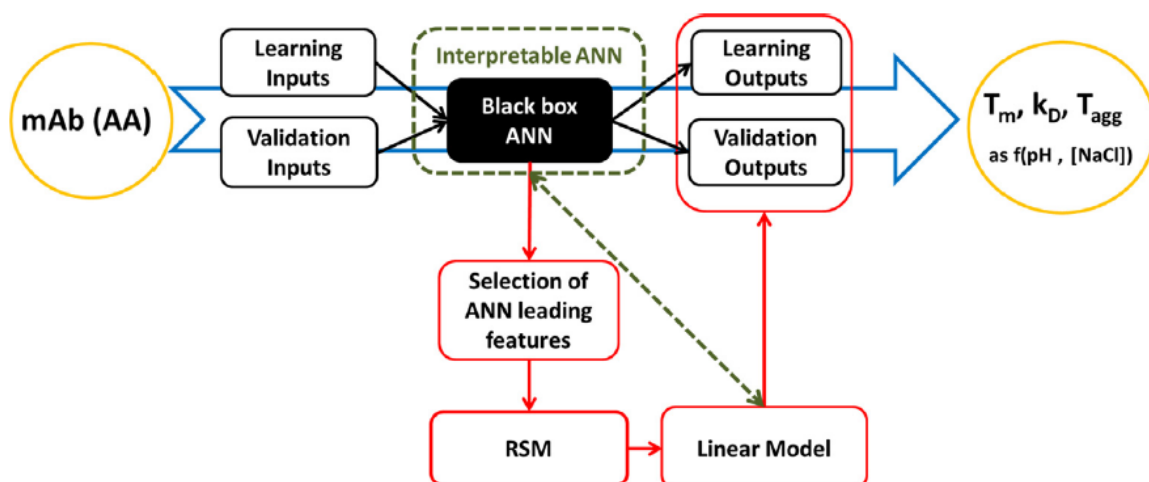 mAb (AA)
Learning
Inputs
Validation
Inputs
Interpretable ANN
Black box
ANN
Learning
Outputs
Validation
Outputs
Tm, kD, Tagg
as f(pH , [NaCl])
Selection of
ANN leading
features
RSM
Linear Model